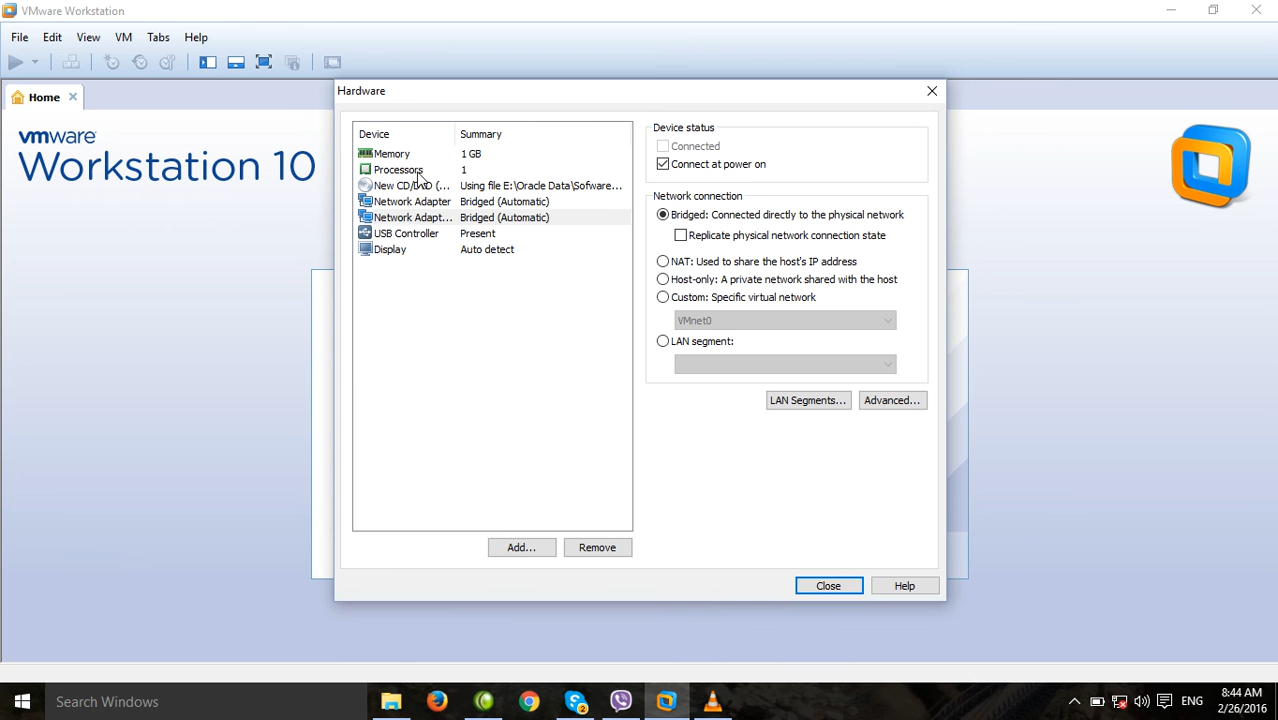 VMware Workstation
File Edit View VM Tabs Help
Home
vmware
Workstation 10
Hardware
Device Summary
Memory 1 GB
Processors 1
New CD/DVD (... Using file E:\Oracle Data\Sofware...
Network Adapter Bridged (Automatic)
Network Adapt... Bridged (Automatic)
USB Controller Present
Display Auto detect
Add... Remove
Device status
Connected
Connect at power on
Network connection
Bridged: Connected directly to the physical network
Replicate physical network connection state
NAT: Used to share the host's IP address
Host-only: A private network shared with the host
Custom: Specific virtual network
VMnet0
LAN segment:
LAN Segments... Advanced...
Close Help
Search Windows
2
ENG
8:44 AM
2/26/2016